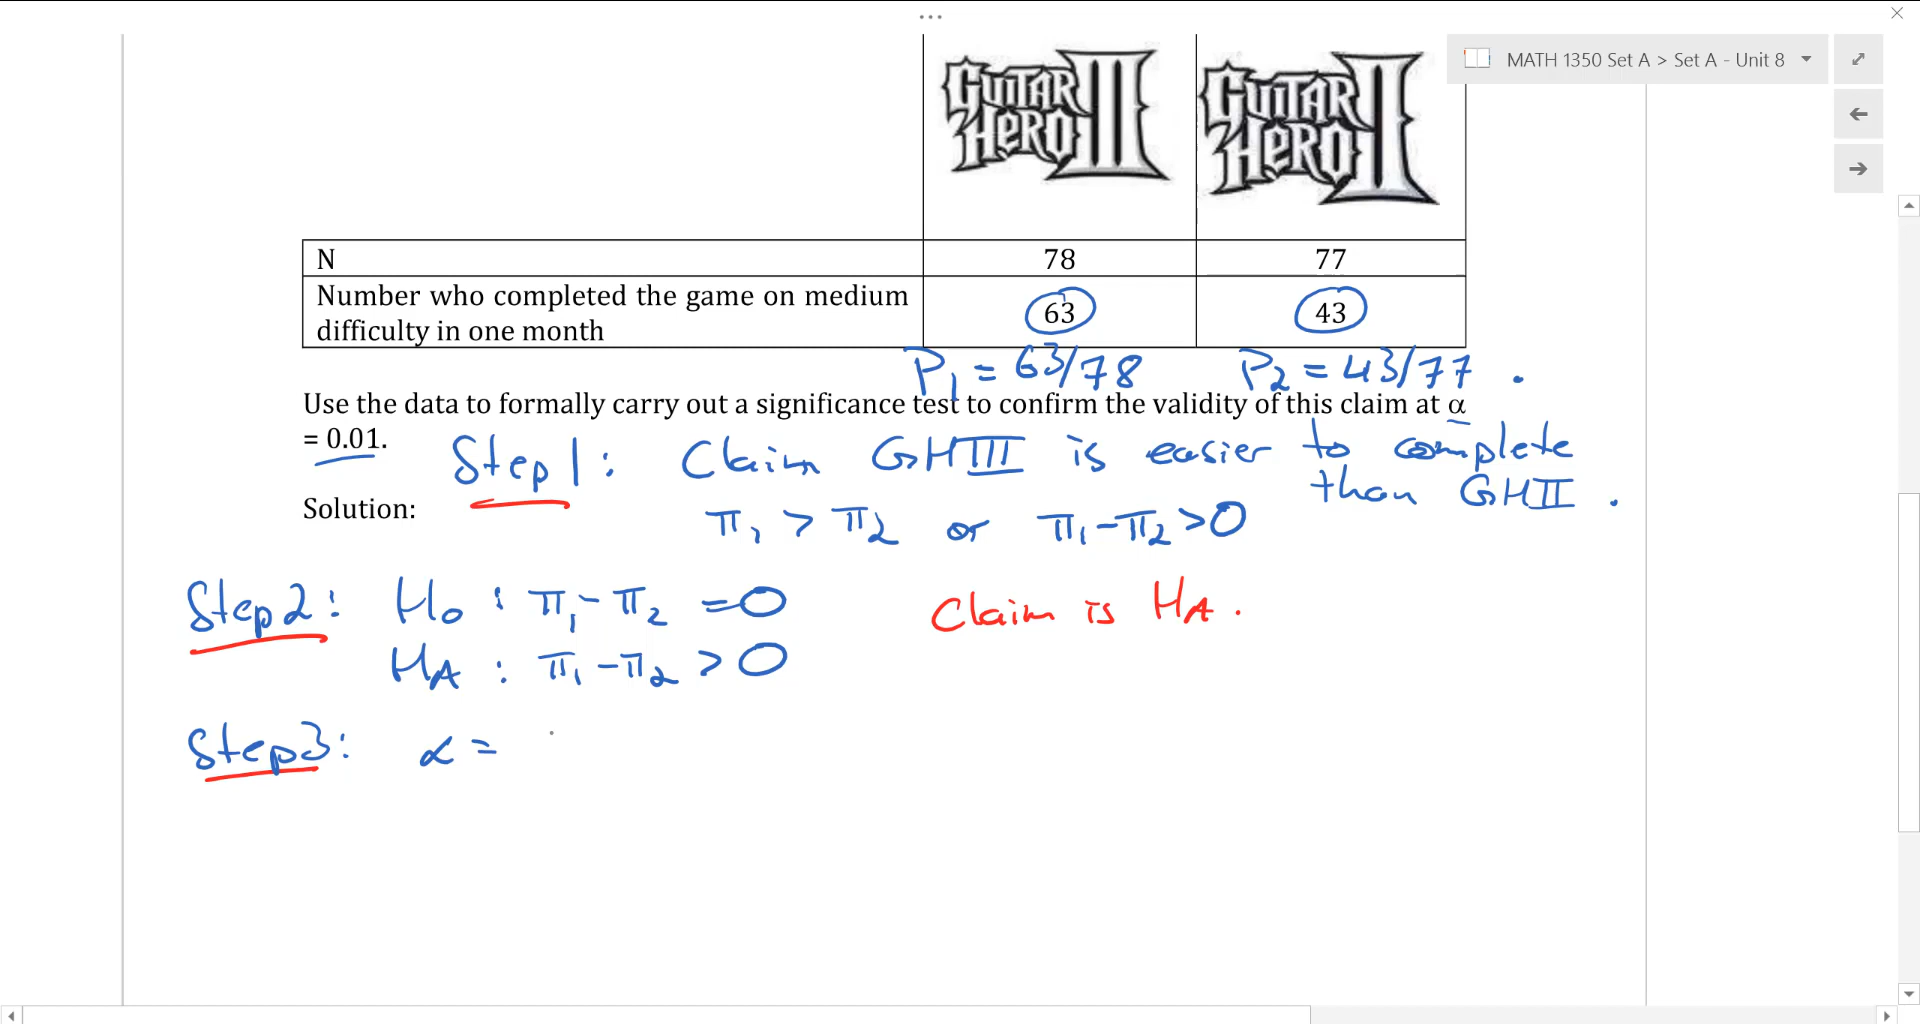 MATH 1350 Set A > Set A - Unit 8
GUITAR HERO III
GUITAR HERO II
N 78 77
Number who completed the game on medium
difficulty in one month 63 43
P₁ = 63/78 P₂ = 43/77 .
Use the data to formally carry out a significance test to confirm the validity of this claim at α
= 0.01.
Step 1: Claim GH III is easier to complete
than GH II .
Solution:
π₁ > π₂ or π₁-π₂ >0
Step 2: H₀ : π₁-π₂ =0 Claim is HA.
HA : π₁-π₂ > 0
Step 3: α =